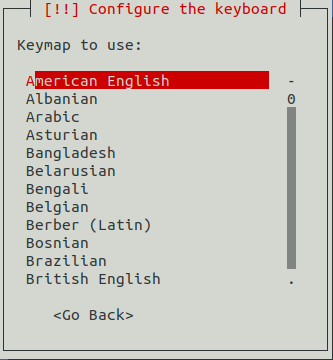 [!!] Configure the keyboard
Keymap to use:
American English -
Albanian 0
Arabic
Asturian
Bangladesh
Belarusian
Bengali
Belgian
Berber (Latin)
Bosnian
Brazilian
British English .
<Go Back>